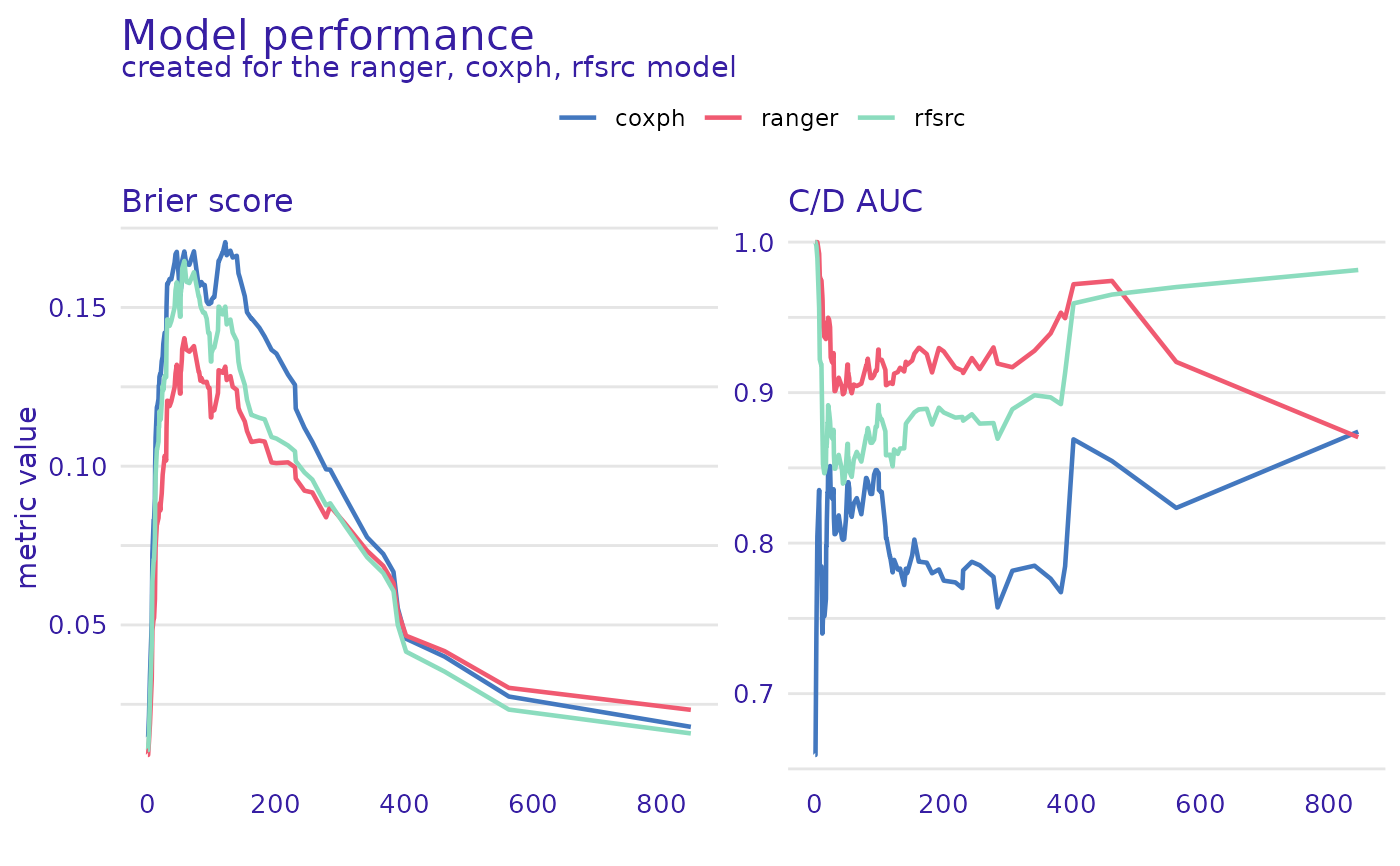 Model performance
created for the ranger, coxph, rfsrc model
coxph ranger rfsrc
Brier score
C/D AUC
metric value
0.15
0.10
0.05
0 200 400 600 800
1.0
0.9
0.8
0.7
0 200 400 600 800